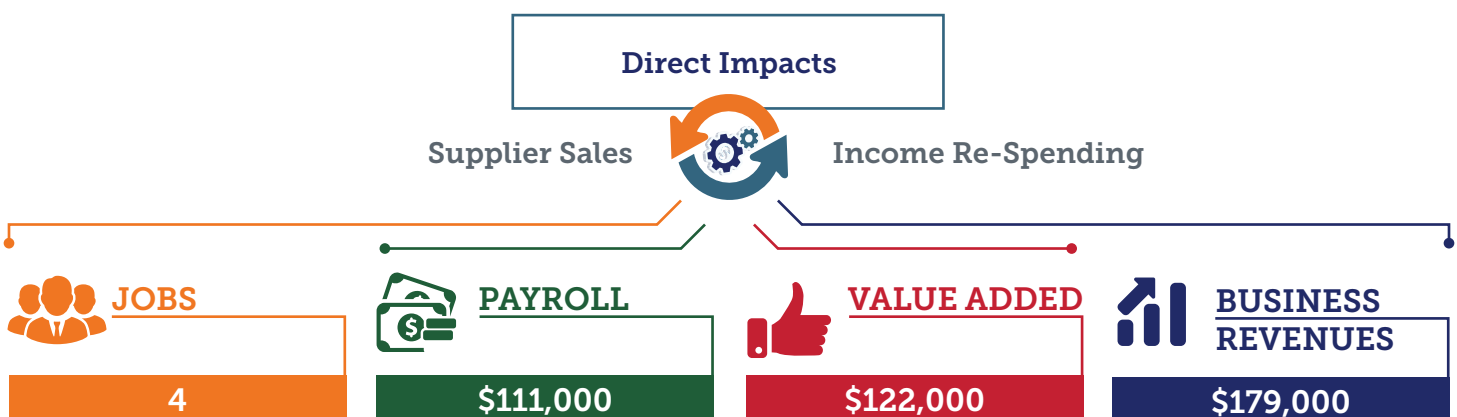 Direct Impacts
Supplier Sales
Income Re-Spending
JOBS
4
PAYROLL
$111,000
VALUE ADDED
$122,000
BUSINESS
REVENUES
$179,000